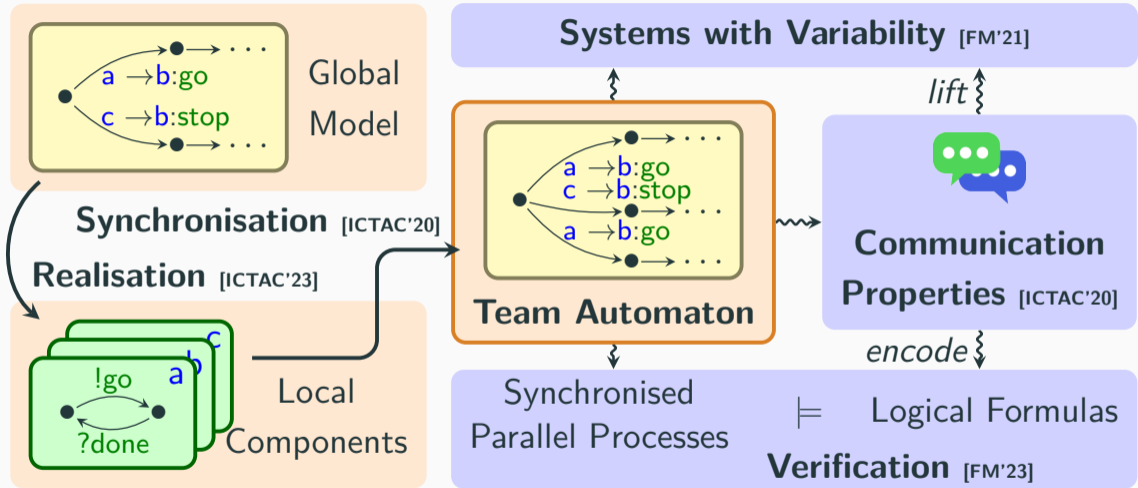 a →b:go
c →b:stop
Global
Model
Synchronisation [ICTAC'20]
Realisation [ICTAC'23]
a
b
c
!go
?done
Local
Components
Systems with Variability [FM'21]
lift
a →b:go
c →b:stop
a →b:go
Team Automaton
Communication
Properties [ICTAC'20]
encode
Synchronised
Parallel Processes
⊨ Logical Formulas
Verification [FM'23]